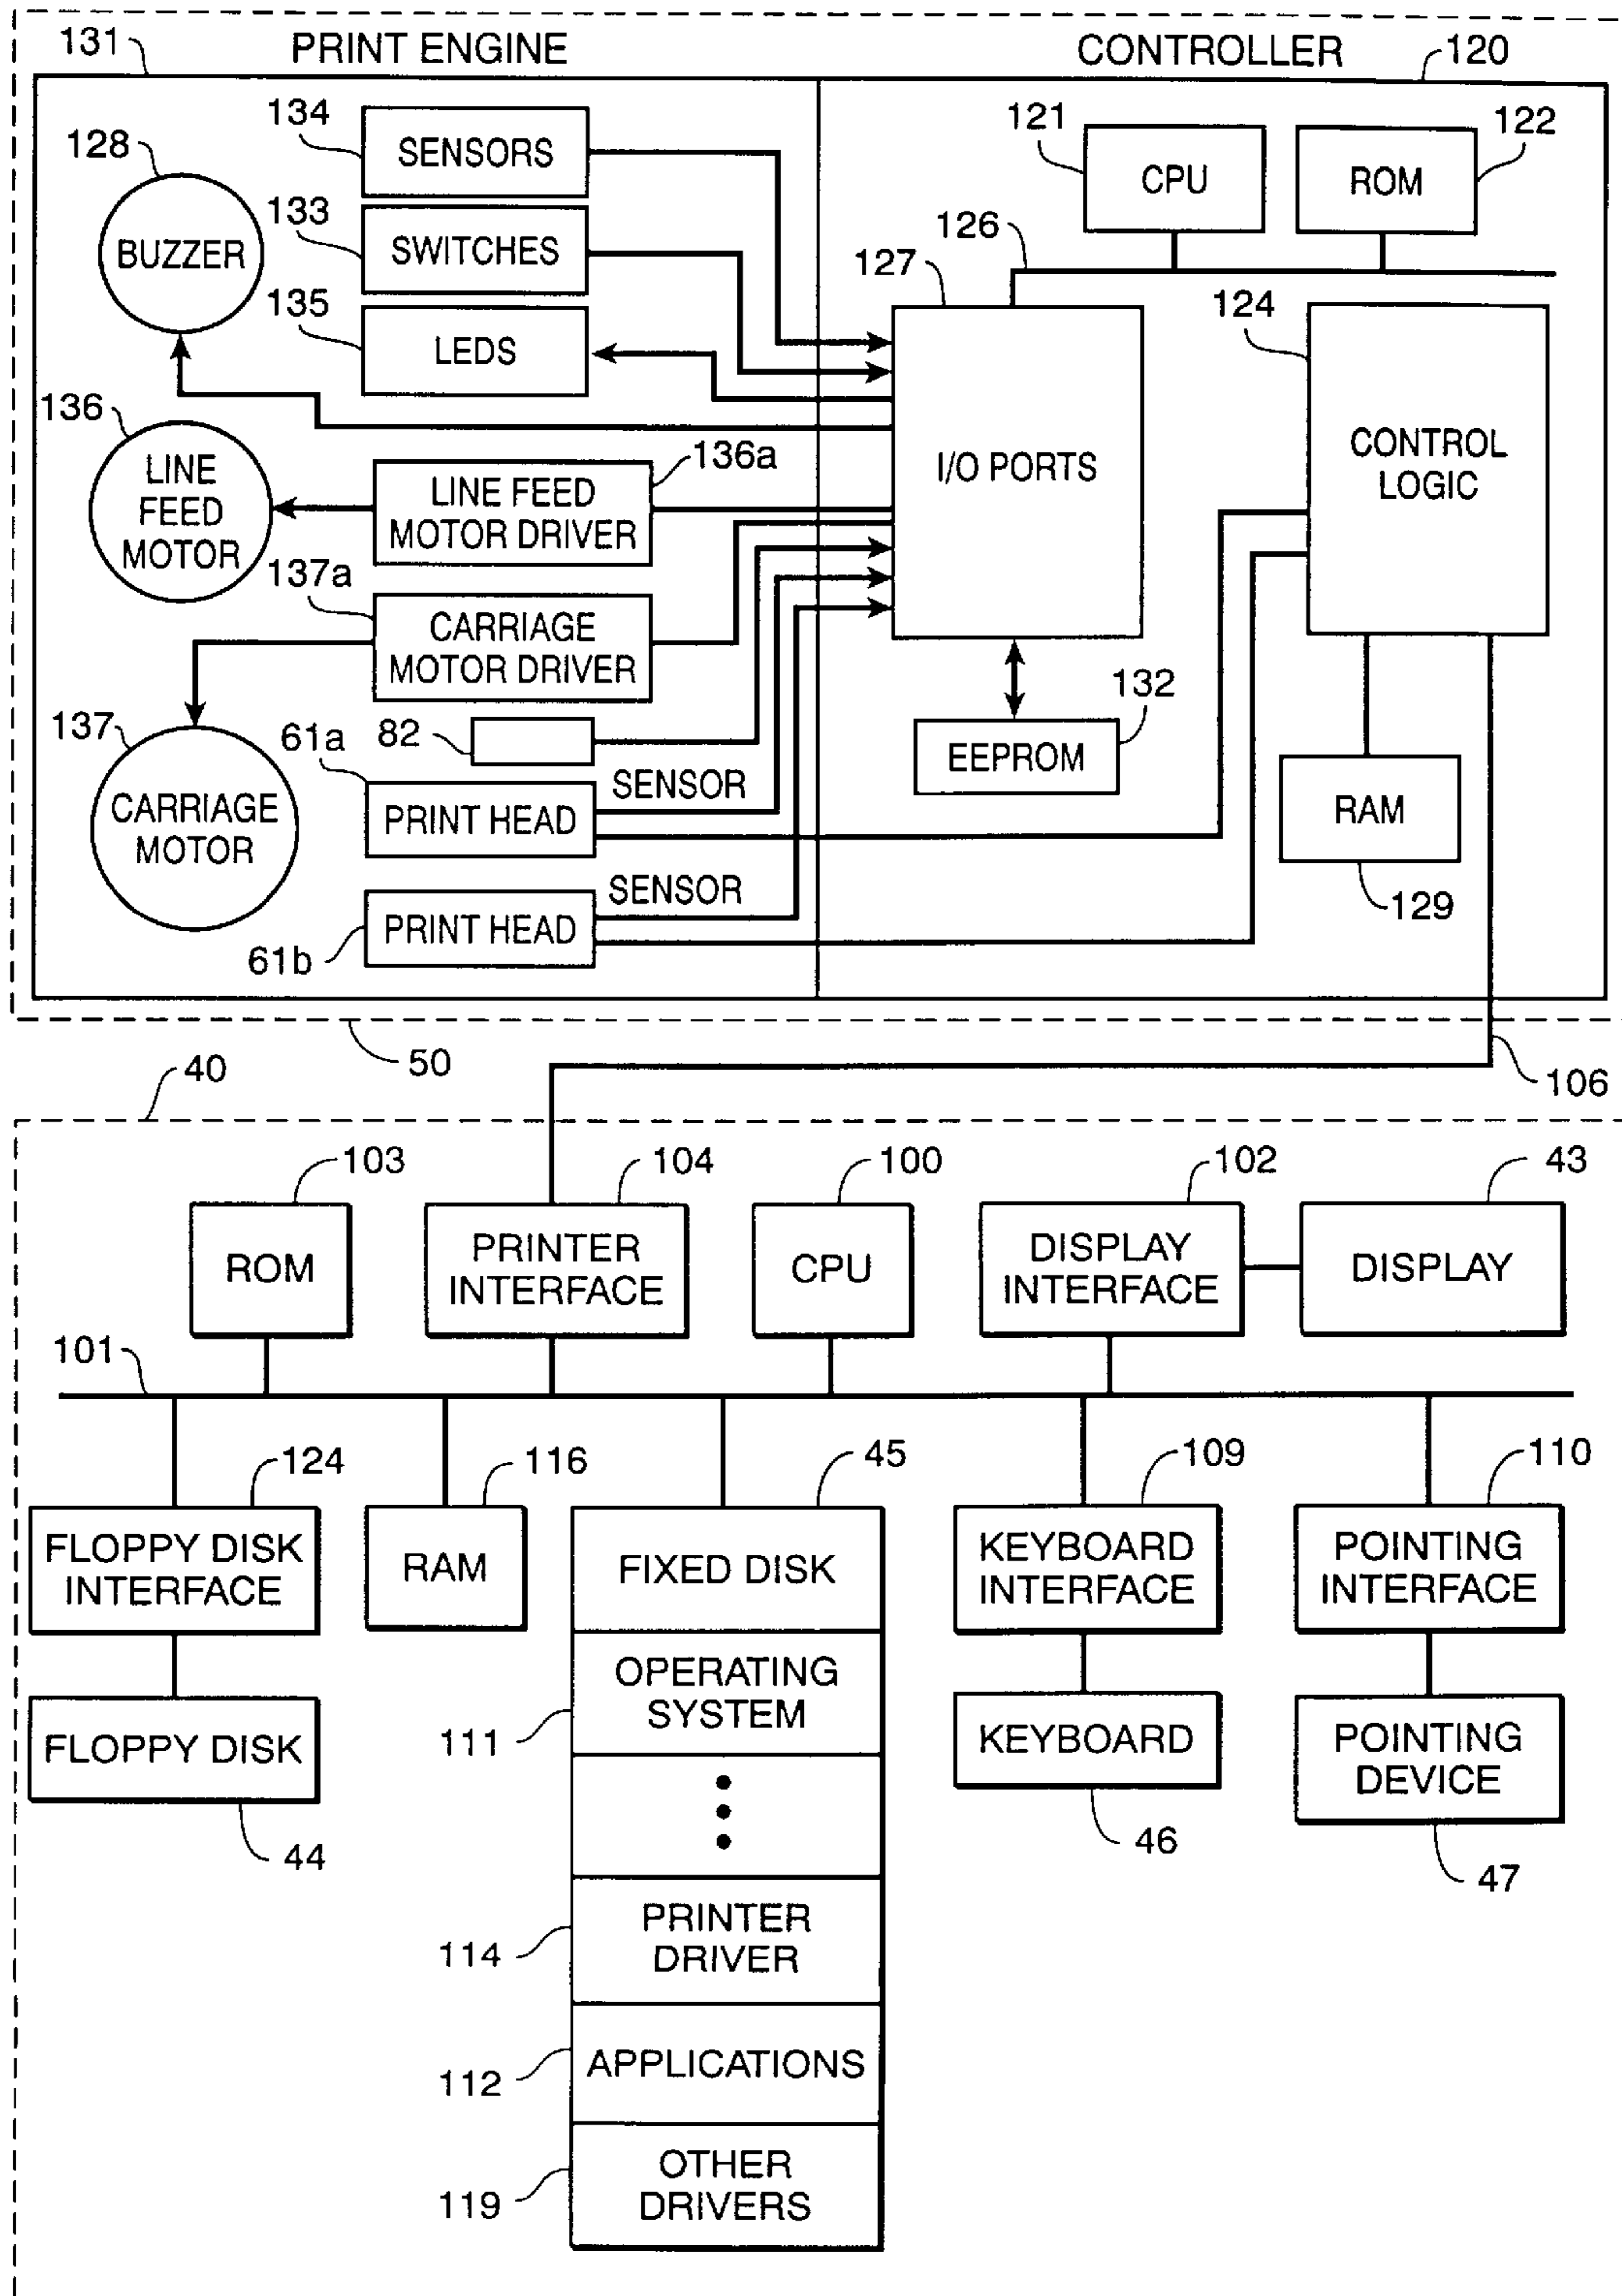 131
PRINT ENGINE
CONTROLLER
120
134
SENSORS
128
BUZZER
133
SWITCHES
135
LEDS
121
CPU
122
ROM
126
127
I/O PORTS
124
CONTROL
LOGIC
136
LINE
FEED
MOTOR
136a
LINE FEED
MOTOR DRIVER
137a
CARRIAGE
MOTOR DRIVER
137
CARRIAGE
MOTOR
82
61a
PRINT HEAD
SENSOR
61b
PRINT HEAD
SENSOR
132
EEPROM
RAM
129
50
106
40
103
ROM
104
PRINTER
INTERFACE
100
CPU
102
DISPLAY
INTERFACE
43
DISPLAY
101
124
FLOPPY DISK
INTERFACE
FLOPPY DISK
44
116
RAM
45
FIXED DISK
OPERATING
SYSTEM
111
PRINTER
DRIVER
114
APPLICATIONS
112
OTHER
DRIVERS
119
109
KEYBOARD
INTERFACE
KEYBOARD
46
110
POINTING
INTERFACE
POINTING
DEVICE
47